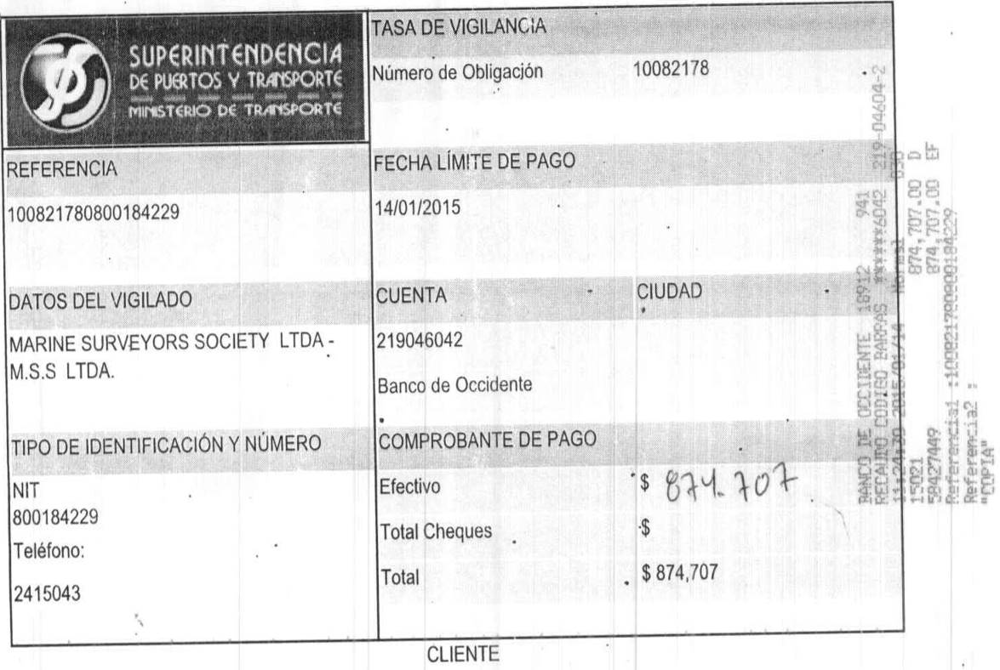 SUPERINTENDENCIA
DE PUERTOS Y TRANSPORTE
MINISTERIO DE TRANSPORTE
TASA DE VIGILANCIA
Número de Obligación 10082178
REFERENCIA
100821780800184229
FECHA LÍMITE DE PAGO
14/01/2015
DATOS DEL VIGILADO
MARINE SURVEYORS SOCIETY LTDA -
M.S.S LTDA.
CUENTA
219046042
Banco de Occidente
CIUDAD
TIPO DE IDENTIFICACIÓN Y NÚMERO
NIT
800184229
Teléfono:
2415043
COMPROBANTE DE PAGO
Efectivo $ 874.707
Total Cheques $
Total $ 874,707
CLIENTE
BANCO DE OCCIDENTE 18912 941
RECAUDO CODIGO BARRAS ******6042 219-04604-2
2015/01/14 Normal 030
15021 874,707.00 D
58427449 874,707.00 EF
Referencia1 :100821780800184229
Referencia2 :
"COPIA"